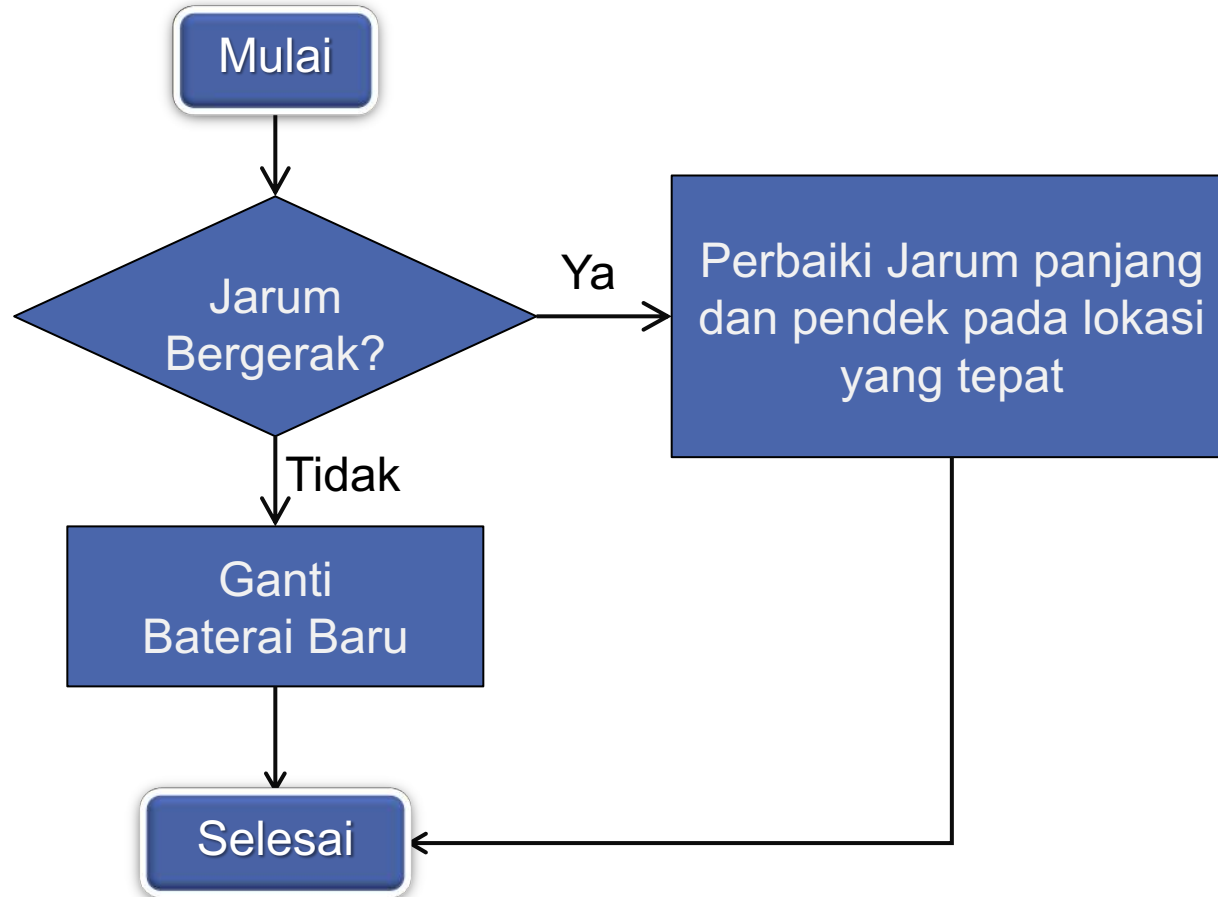 Mulai
Jarum
Bergerak?
Ya
Perbaiki Jarum panjang
dan pendek pada lokasi
yang tepat
Tidak
Ganti
Baterai Baru
Selesai